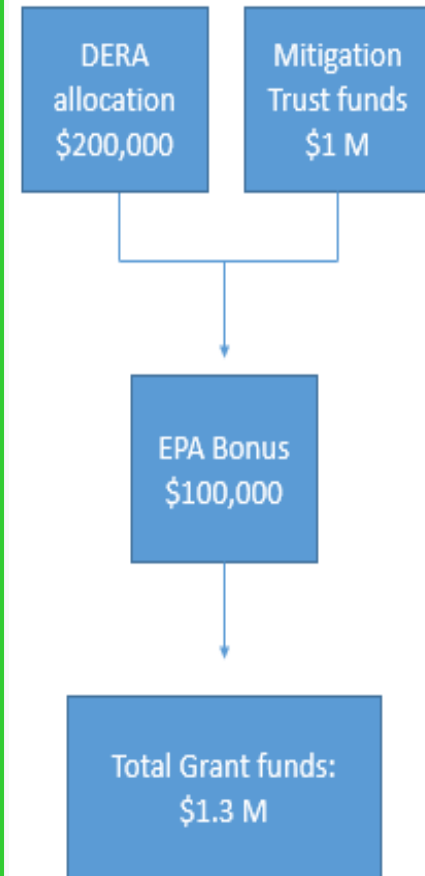 DERA
allocation
$200,000
Mitigation
Trust funds
$1 M
EPA Bonus
$100,000
Total Grant funds:
$1.3 M